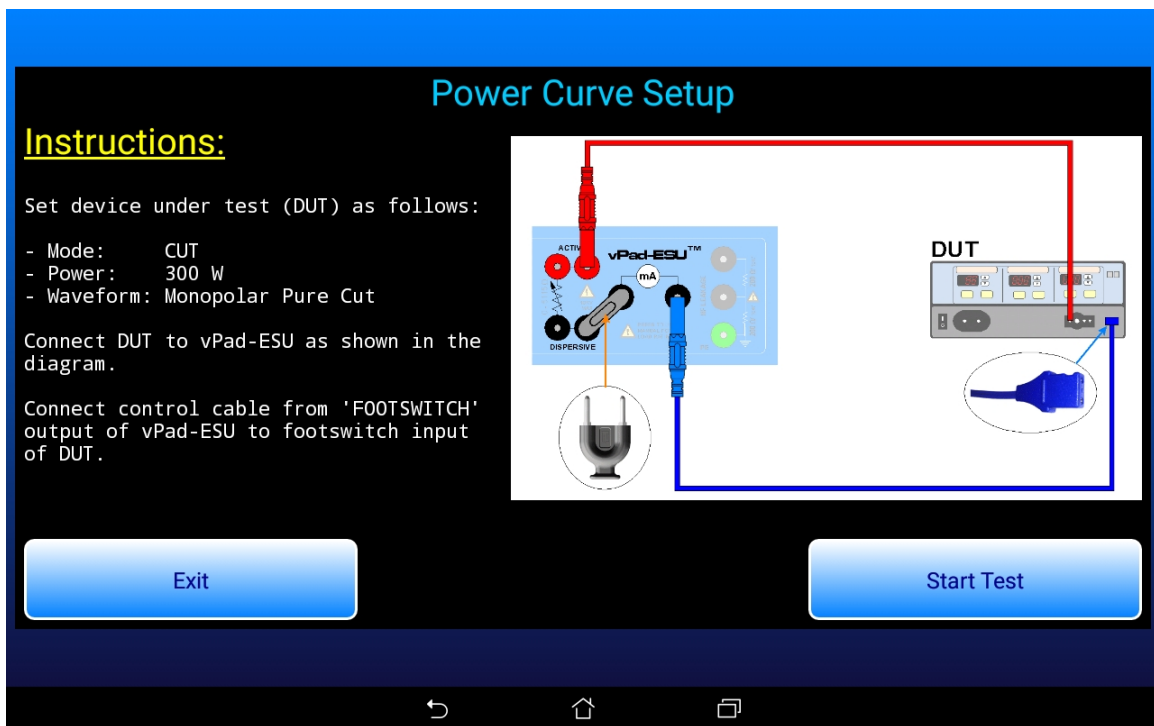 Power Curve Setup
Instructions:
Set device under test (DUT) as follows:
- Mode: CUT
- Power: 300 W
- Waveform: Monopolar Pure Cut
Connect DUT to vPad-ESU as shown in the
diagram.
Connect control cable from 'FOOTSWITCH'
output of vPad-ESU to footswitch input
of DUT.
vPad-ESU™
mA
DISPERSIVE
DUT
Exit
Start Test